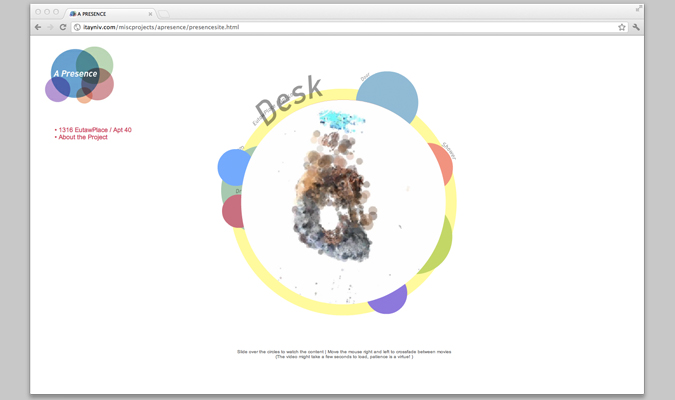 A PRESENCE
itayniv.com/miscprojects/apresence/presencesite.html
A Presence
• 1316 EutawPlace / Apt 40
• About the Project
Desk
Shower
Slide over the circles to watch the content | Move the mouse right and left to crossfade between movies
(The video might take a few seconds to load, patience is a virtue! )